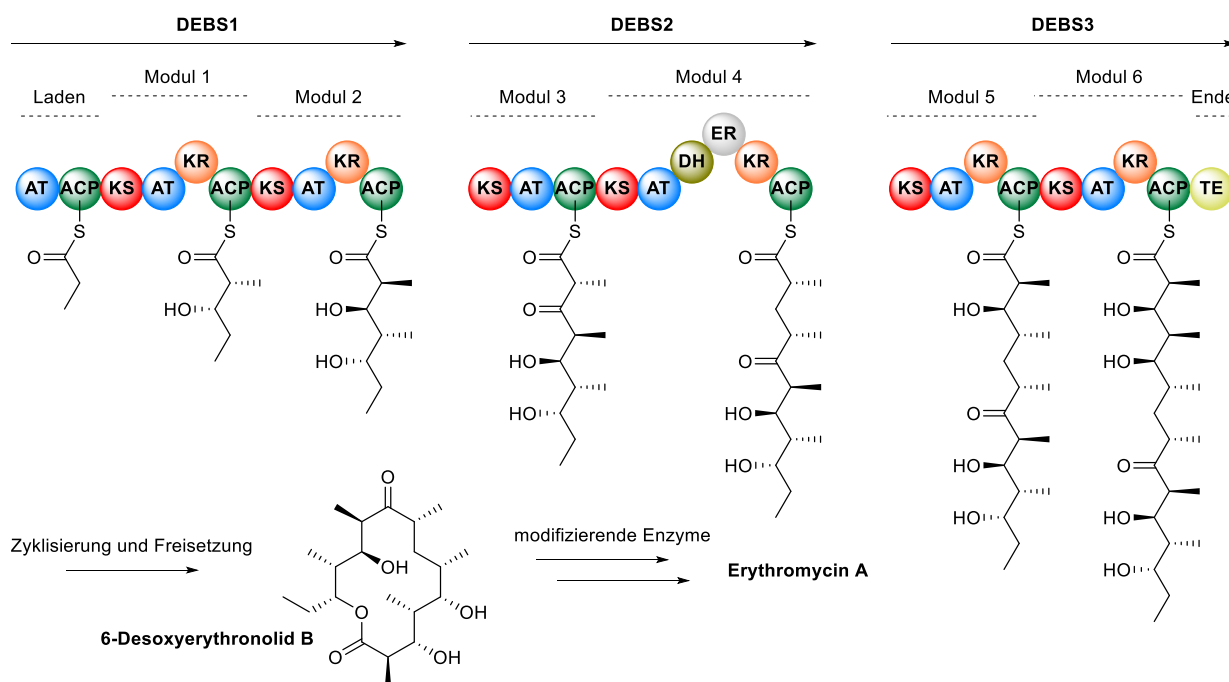 DEBS1 DEBS2 DEBS3
Modul 1 Modul 4 Modul 6
Laden Modul 2 Modul 3 Modul 5 Ende
ER
KR KR DH KR KR KR
AT ACP KS AT ACP KS AT ACP KS AT ACP KS AT ACP KS AT ACP KS AT ACP TE
S S S S S S S
O O O O O O O
HO HO O HO HO
HO O HO HO
HO HO
HO O
HO HO O
HO
HO HO
HO HO
O
Zyklisierung und Freisetzung modifizierende Enzyme
OH
Erythromycin A
O OH
6-Desoxyerythronolid B
O OH